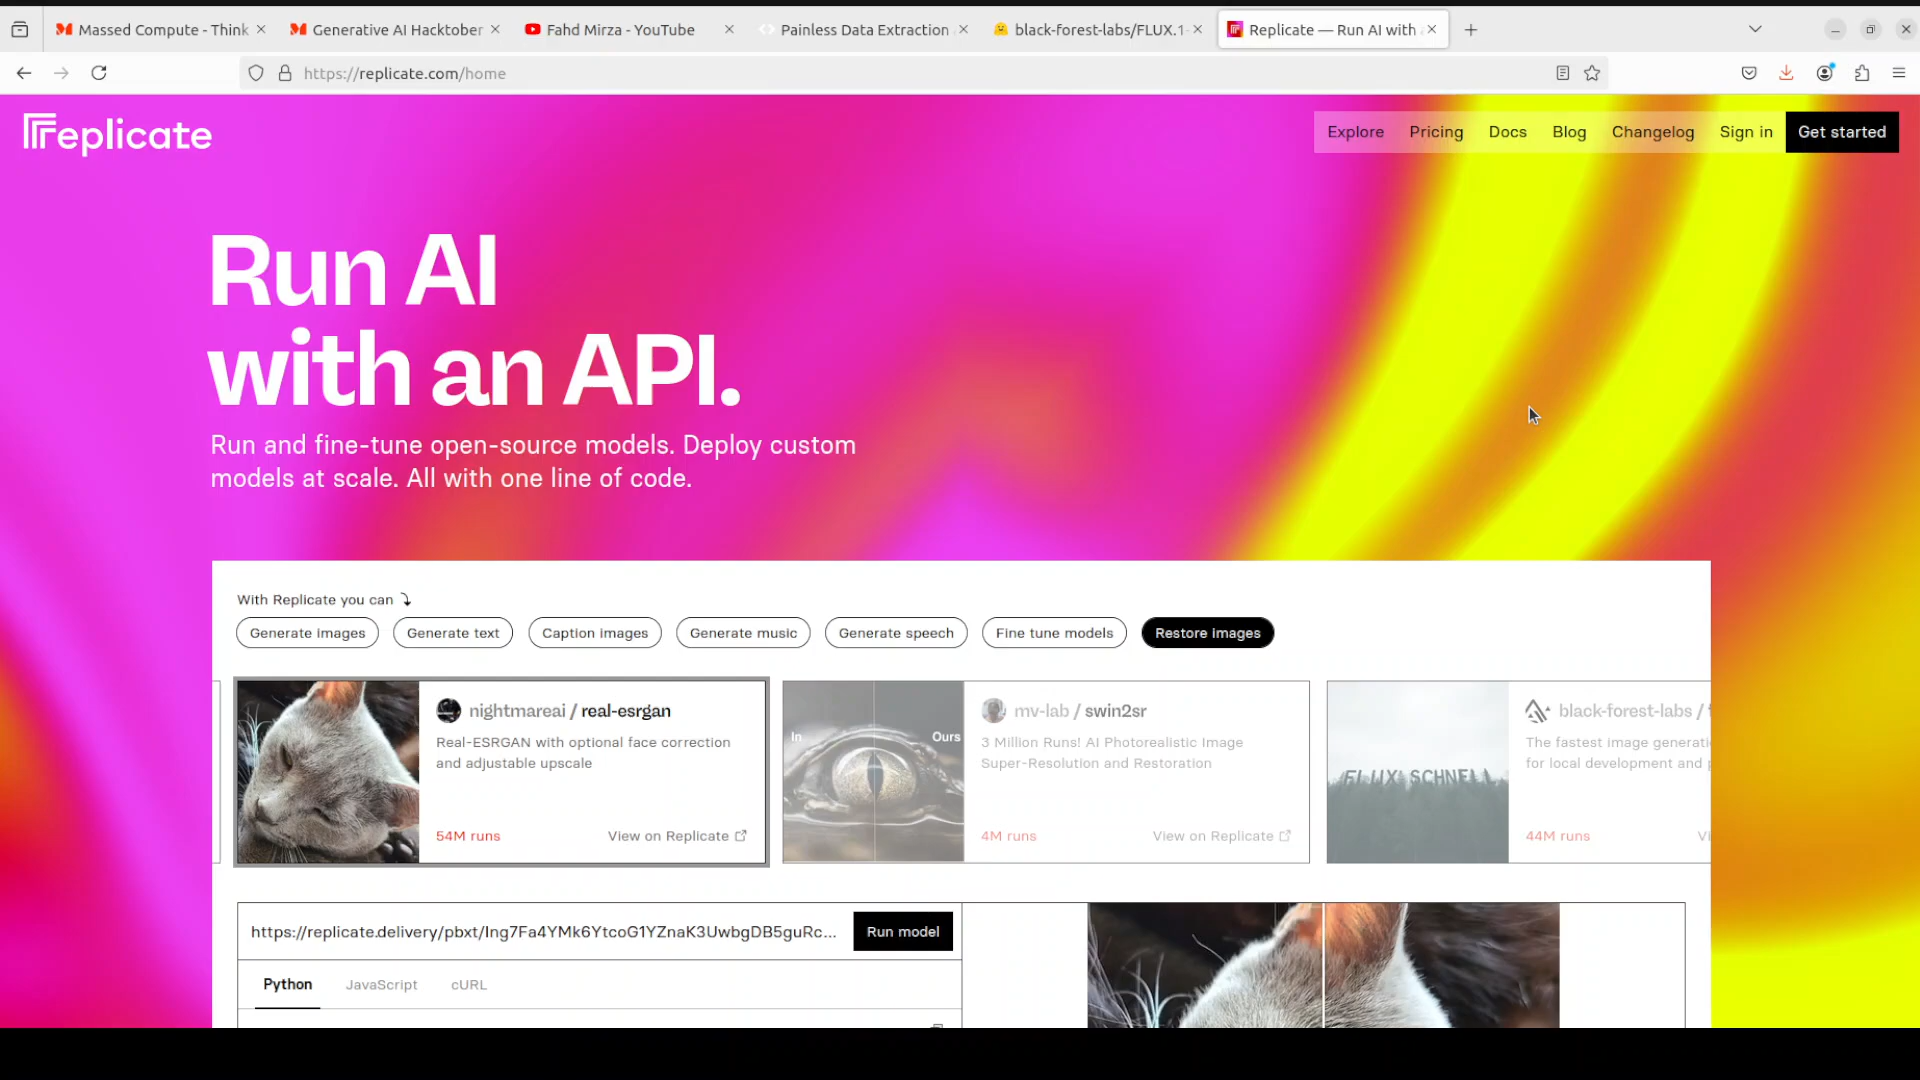 Massed Compute - Think
Generative AI Hacktober
Fahd Mirza - YouTube
Painless Data Extraction
black-forest-labs/FLUX.1-
Replicate — Run AI with
https://replicate.com/home
replicate
Explore
Pricing
Docs
Blog
Changelog
Sign in
Get started
Run AI
with an API.
Run and fine-tune open-source models. Deploy custom
models at scale. All with one line of code.
With Replicate you can
Generate images
Generate text
Caption images
Generate music
Generate speech
Fine tune models
Restore images
nightmareai / real-esrgan
Real-ESRGAN with optional face correction
and adjustable upscale
54M runs
View on Replicate
In
Ours
mv-lab / swin2sr
3 Million Runs! AI Photorealistic Image
Super-Resolution and Restoration
4M runs
View on Replicate
FLUX SCHNELL
black-forest-labs /
The fastest image generati
for local development and
44M runs
https://replicate.delivery/pbxt/Ing7Fa4YMk6YtcoG1YZnaK3UwbgDB5guRc...
Run model
Python
JavaScript
cURL